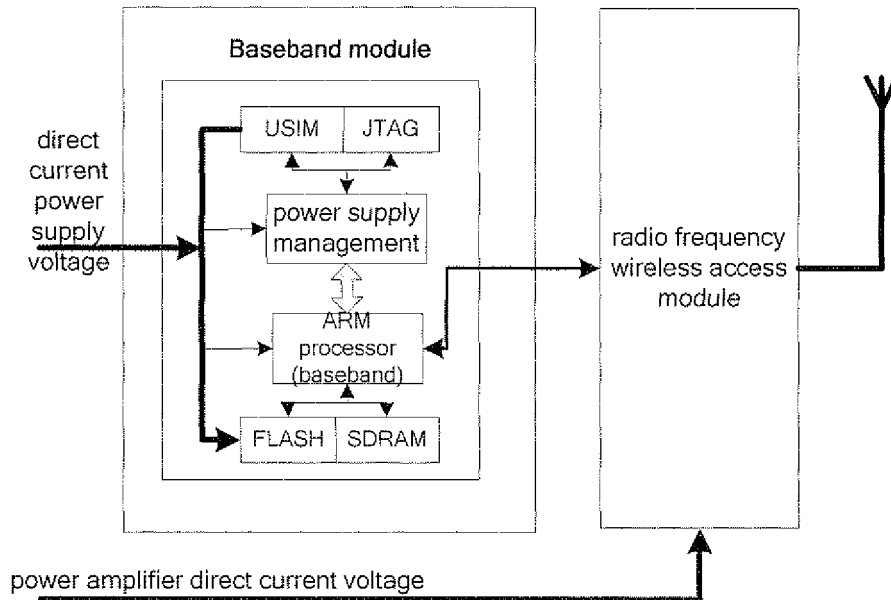 Baseband module
direct
current
power
supply
voltage
USIM
JTAG
power supply
management
ARM
processor
(baseband)
FLASH
SDRAM
radio frequency
wireless access
module
power amplifier direct current voltage